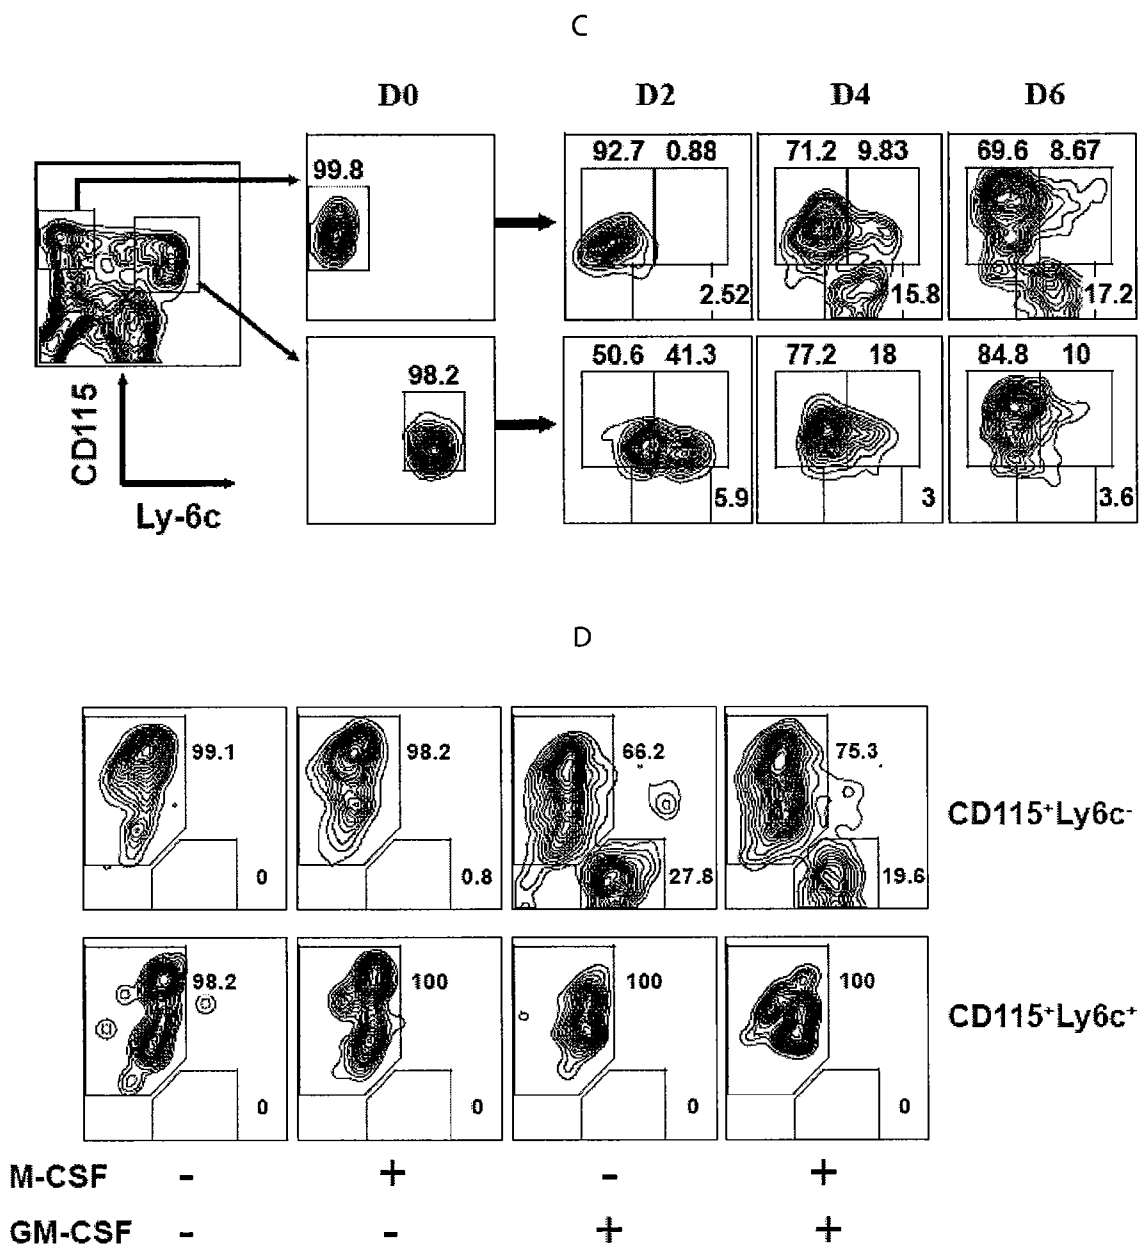 C
D0 D2 D4 D6
99.8 92.7 0.88 71.2 9.83 69.6 8.67
2.52 15.8 17.2
98.2 50.6 41.3 77.2 18 84.8 10
5.9 3 3.6
CD115
Ly-6c
D
99.1 98.2 66.2 75.3
CD115⁺Ly6c⁻
0 0.8 27.8 19.6
98.2 100 100 100
CD115⁺Ly6c⁺
0 0 0 0
M-CSF - + - +
GM-CSF - - + +